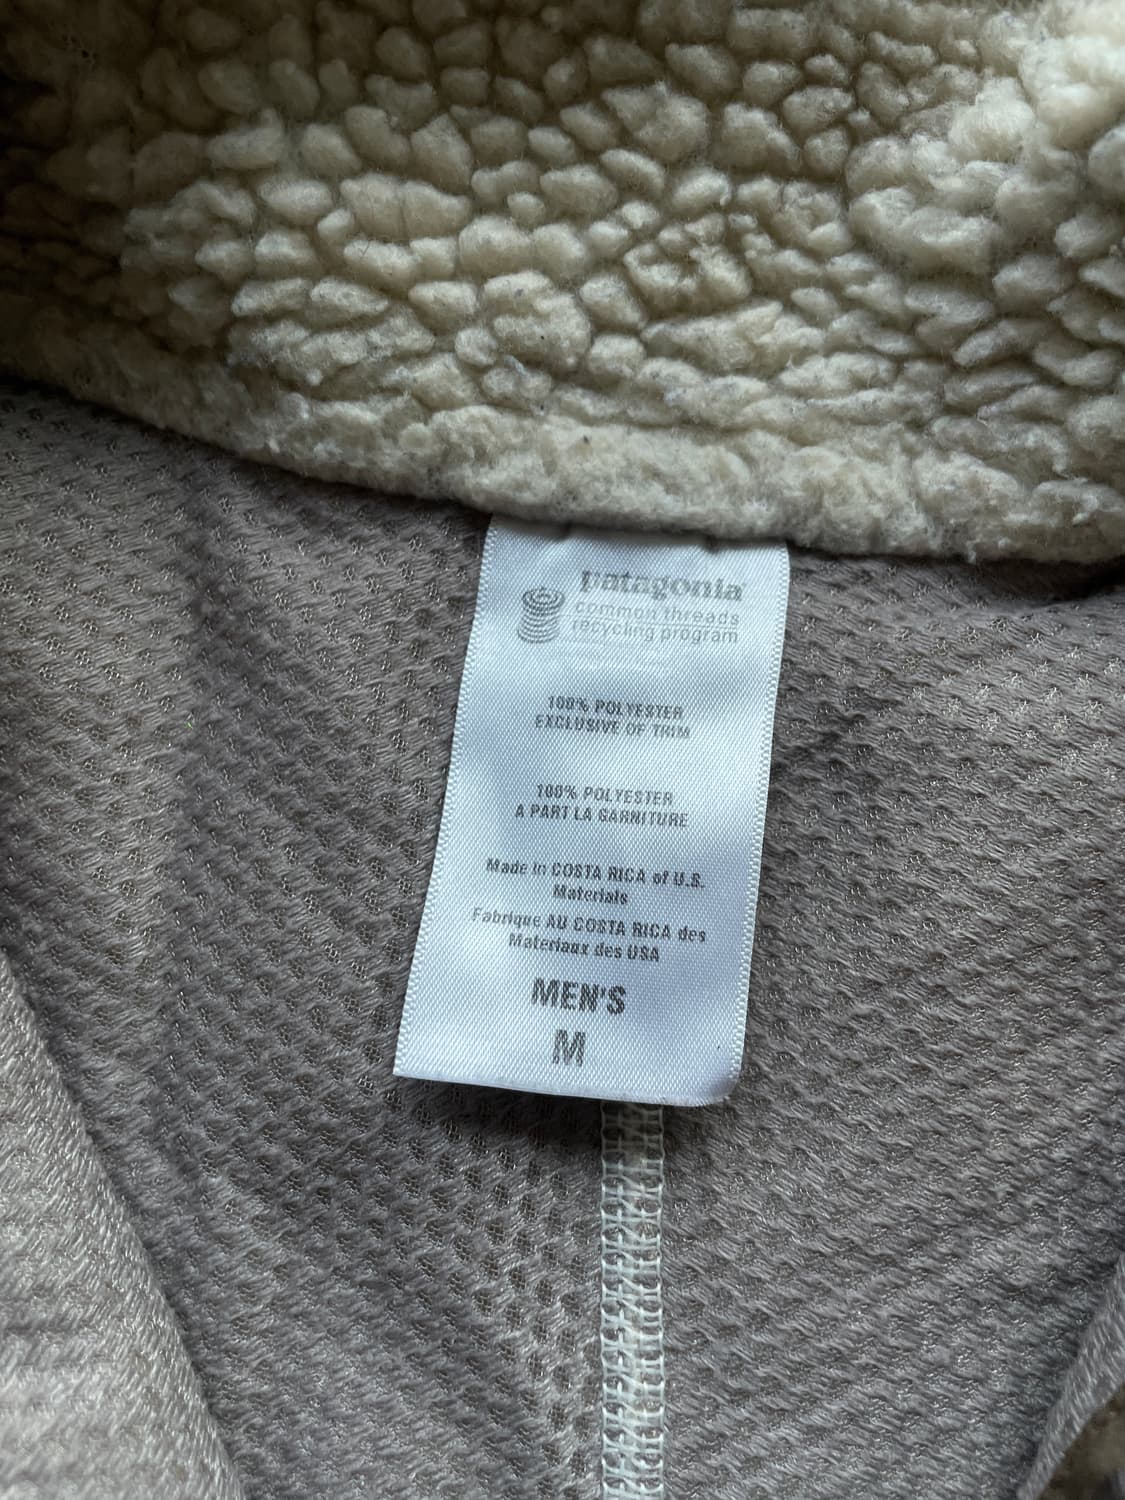 patagonia
common threads
recycling program
100% POLYESTER
EXCLUSIVE OF TRIM
100% POLYESTER
A PART LA GARNITURE
Made in COSTA RICA of U.S.
Materials
Fabrique AU COSTA RICA des
Materiaux des USA
MEN'S
M